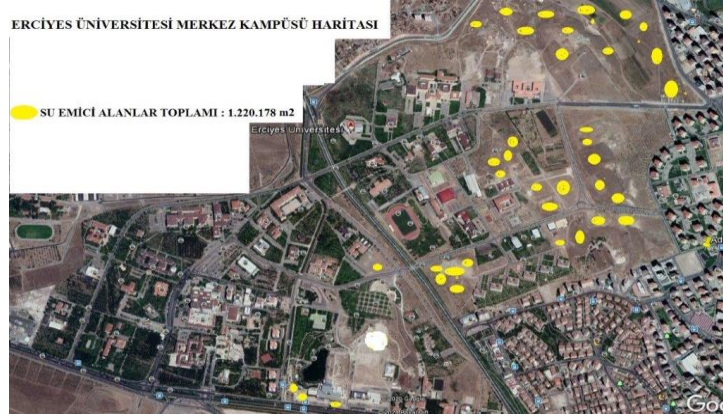 ERCİYES ÜNİVERSİTESİ MERKEZ KAMPÜSÜ HARİTASI
SU EMİCİ ALANLAR TOPLAMI : 1.220.178 m2
Erciyes Üniversitesi
Go